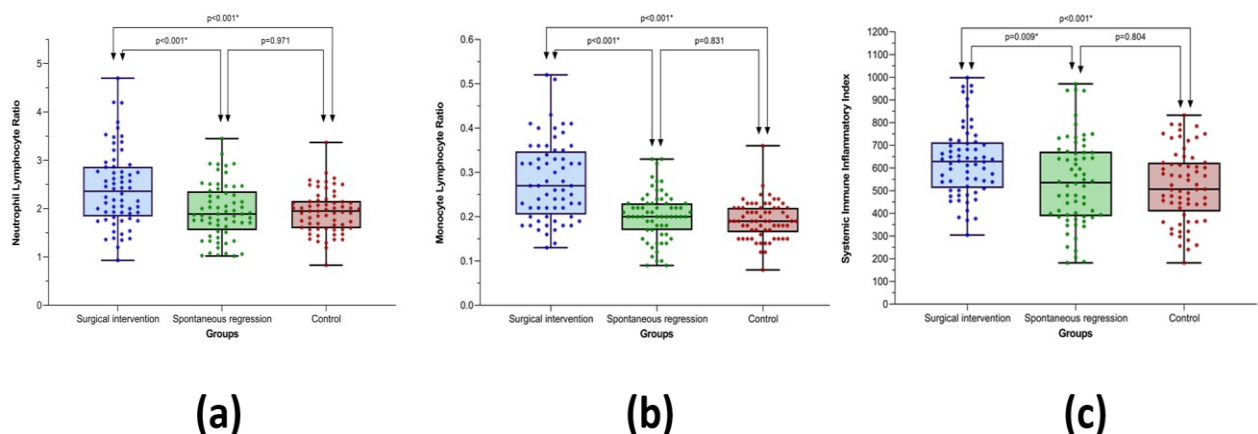 p<0.001*
p<0.001*
p=0.971
Neutrophil Lymphocyte Ratio
5
4
3
2
1
0
Surgical intervention
Spontaneous regression
Control
Groups
(a)
p<0.001*
p<0.001*
p=0.831
Monocyte Lymphocyte Ratio
0.6
0.5
0.4
0.3
0.2
0.1
0.0
Surgical intervention
Spontaneous regression
Control
Groups
(b)
p<0.001*
p=0.009*
p=0.804
Systemic Immune Inflammatory Index
1200
1100
1000
900
800
700
600
500
400
300
200
100
0
Surgical intervention
Spontaneous regression
Control
Groups
(c)